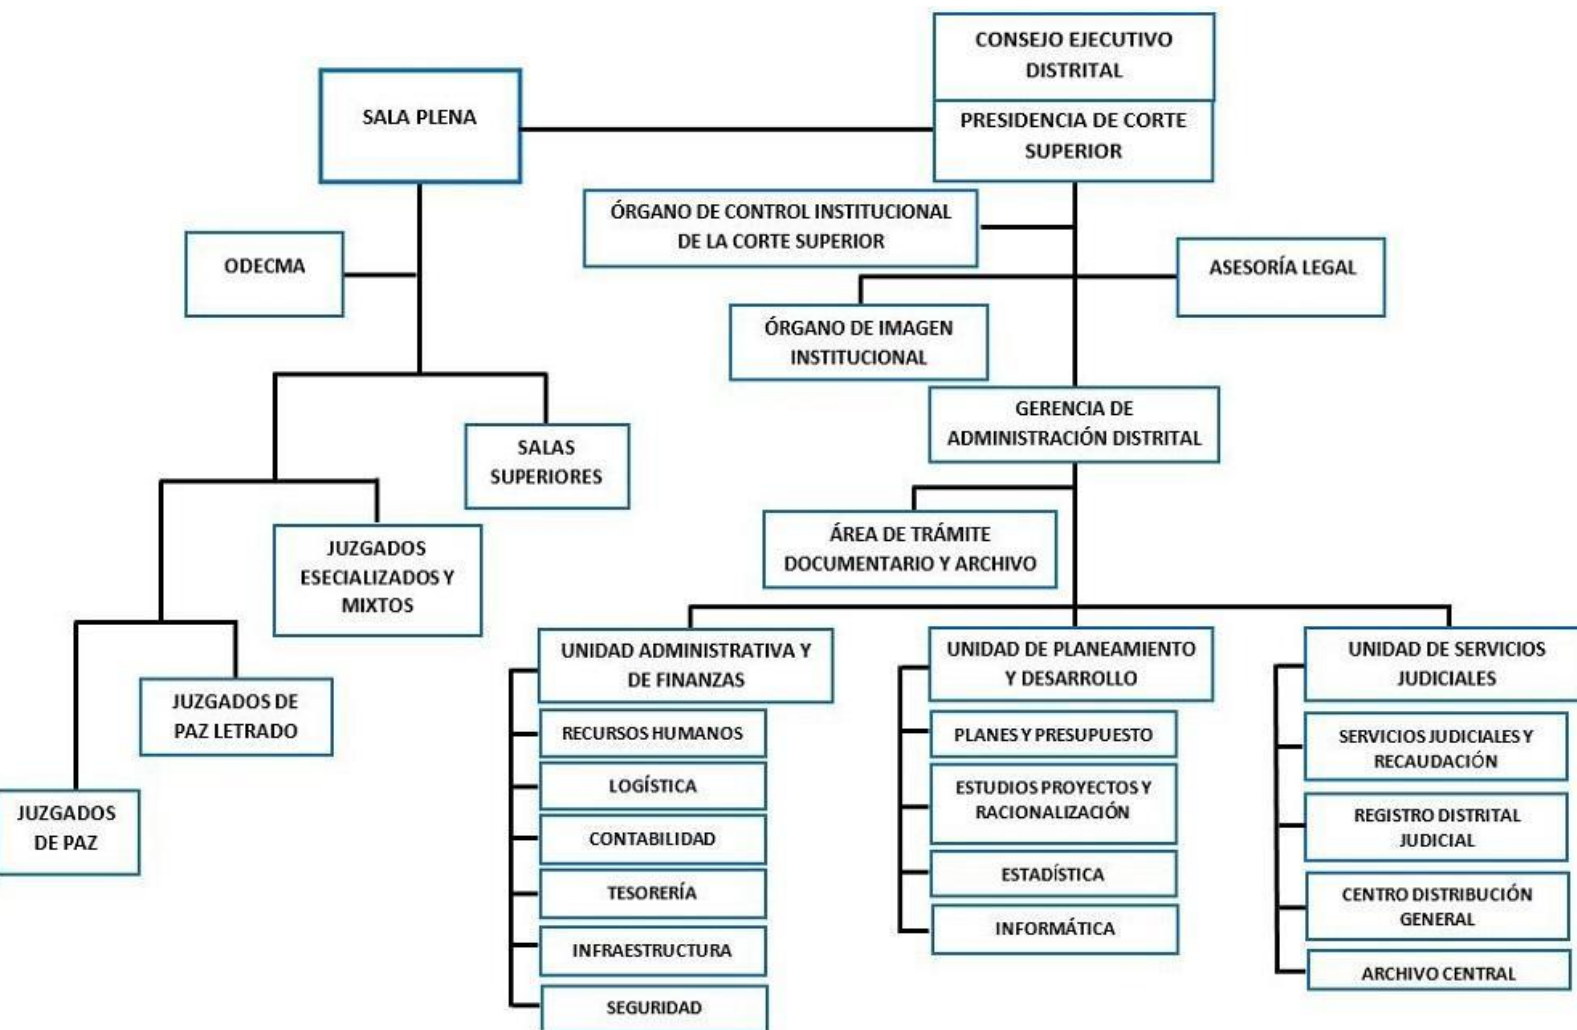 CONSEJO EJECUTIVO
DISTRITAL
SALA PLENA
PRESIDENCIA DE CORTE
SUPERIOR
ÓRGANO DE CONTROL INSTITUCIONAL
DE LA CORTE SUPERIOR
ODECMA
ASESORÍA LEGAL
ÓRGANO DE IMAGEN
INSTITUCIONAL
GERENCIA DE
ADMINISTRACIÓN DISTRITAL
SALAS
SUPERIORES
ÁREA DE TRÁMITE
DOCUMENTARIO Y ARCHIVO
JUZGADOS
ESECIALIZADOS Y
MIXTOS
JUZGADOS DE
PAZ LETRADO
JUZGADOS
DE PAZ
UNIDAD ADMINISTRATIVA Y
DE FINANZAS
RECURSOS HUMANOS
LOGÍSTICA
CONTABILIDAD
TESORERÍA
INFRAESTRUCTURA
SEGURIDAD
UNIDAD DE PLANEAMIENTO
Y DESARROLLO
PLANES Y PRESUPUESTO
ESTUDIOS PROYECTOS Y
RACIONALIZACIÓN
ESTADÍSTICA
INFORMÁTICA
UNIDAD DE SERVICIOS
JUDICIALES
SERVICIOS JUDICIALES Y
RECAUDACIÓN
REGISTRO DISTRITAL
JUDICIAL
CENTRO DISTRIBUCIÓN
GENERAL
ARCHIVO CENTRAL